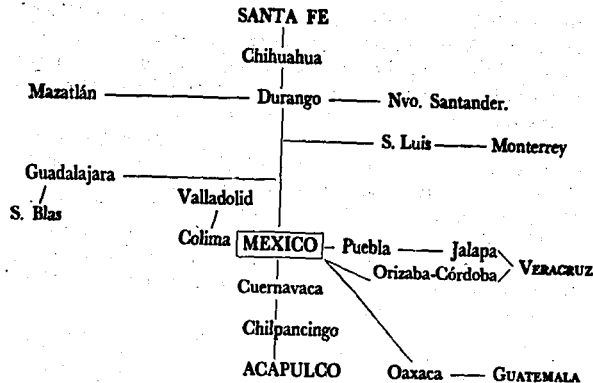 SANTA FE
Chihuahua
Mazatlán Durango Nvo. Santander.
S. Luis Monterrey
Guadalajara
Valladolid
S. Blas
Colima MEXICO Puebla Jalapa
Orizaba-Córdoba VERACRUZ
Cuernavaca
Chilpancingo
ACAPULCO Oaxaca GUATEMALA